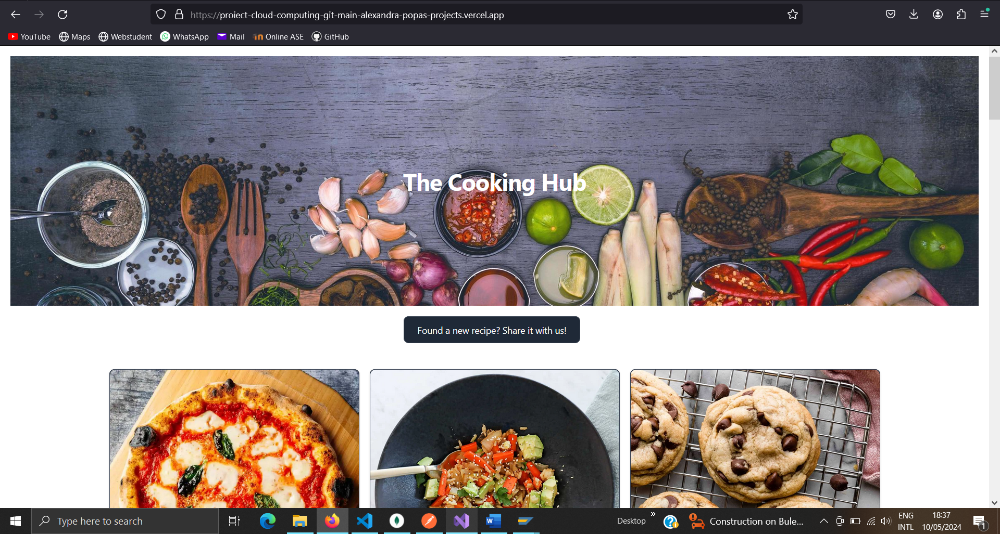 https://proiect-cloud-computing-git-main-alexandra-popas-projects.vercel.app
YouTube Maps Webstudent WhatsApp Mail Online ASE GitHub
The Cooking Hub
Found a new recipe? Share it with us!
Type here to search
W
Desktop
Construction on Bule...
ENG
INTL
18:37
10/05/2024
1